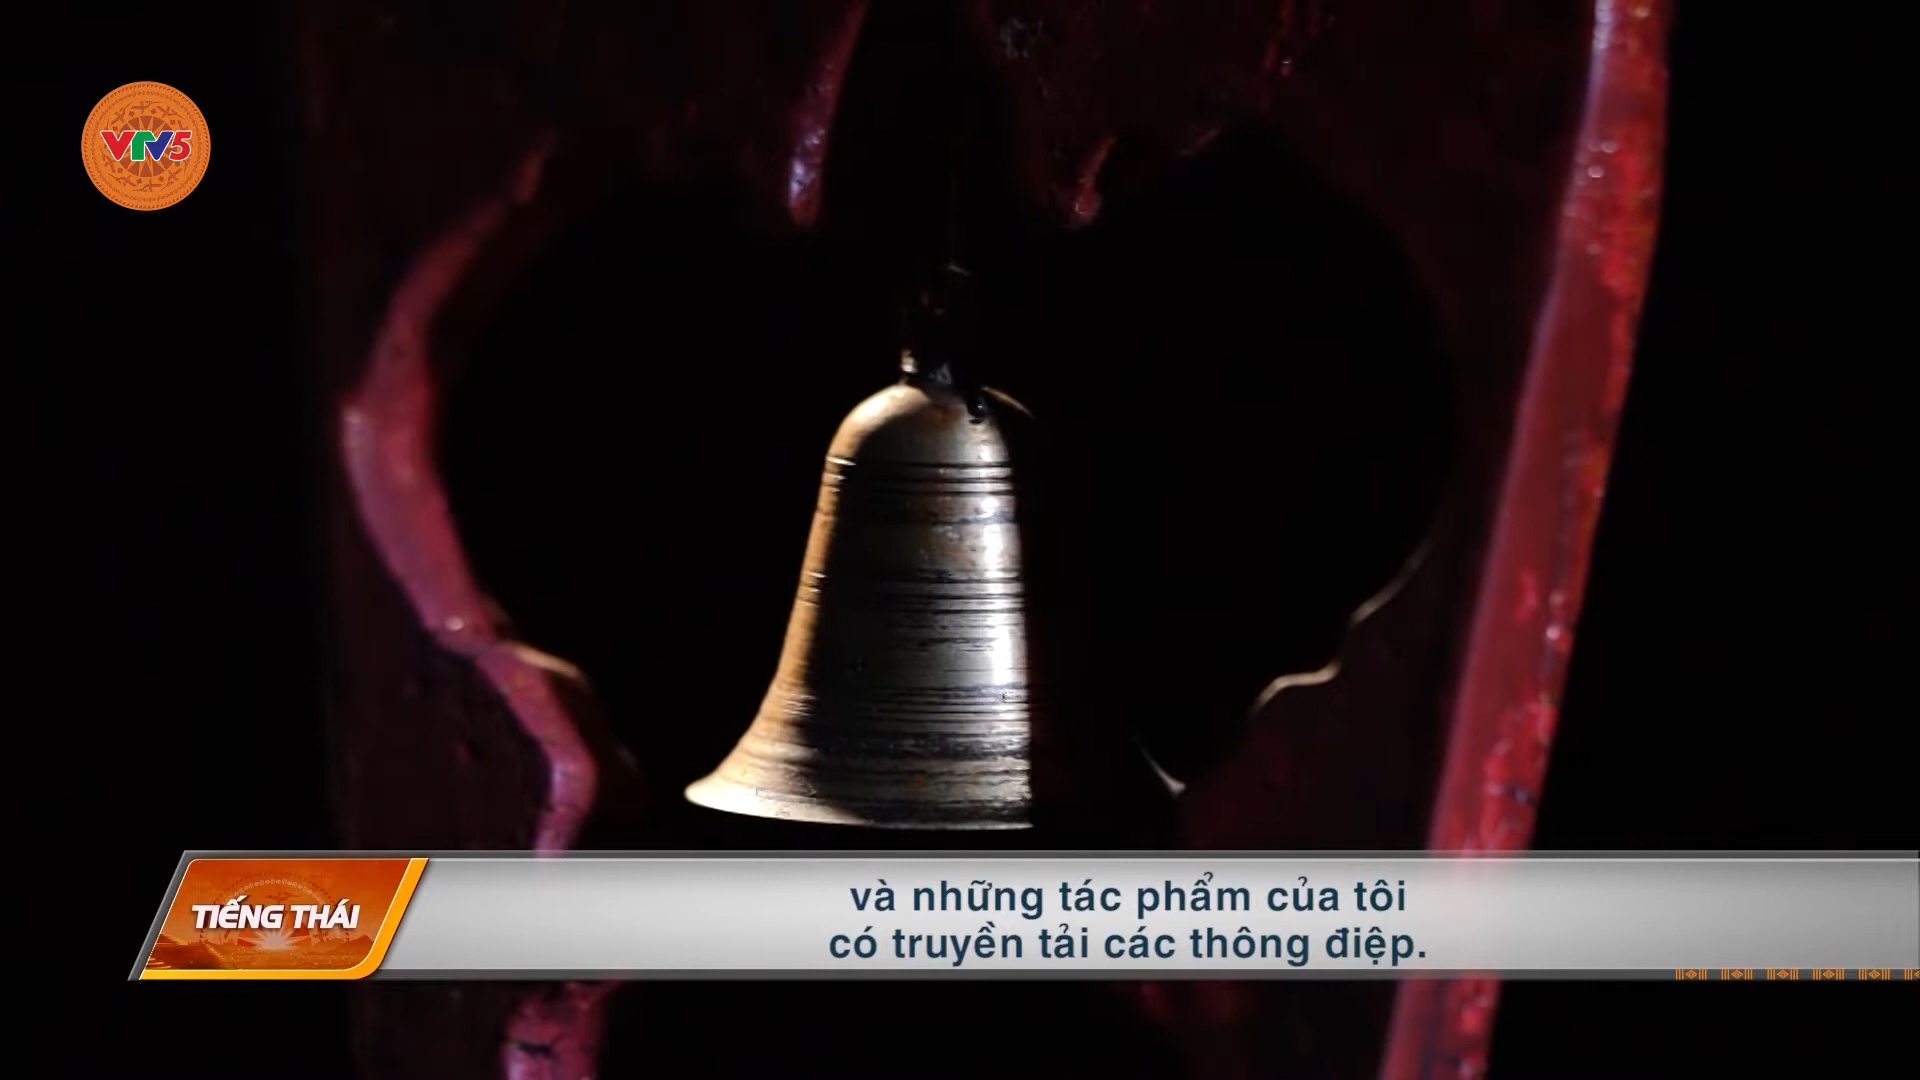 VTV5
TIẾNG THÁI
và những tác phẩm của tôi
có truyền tải các thông điệp.